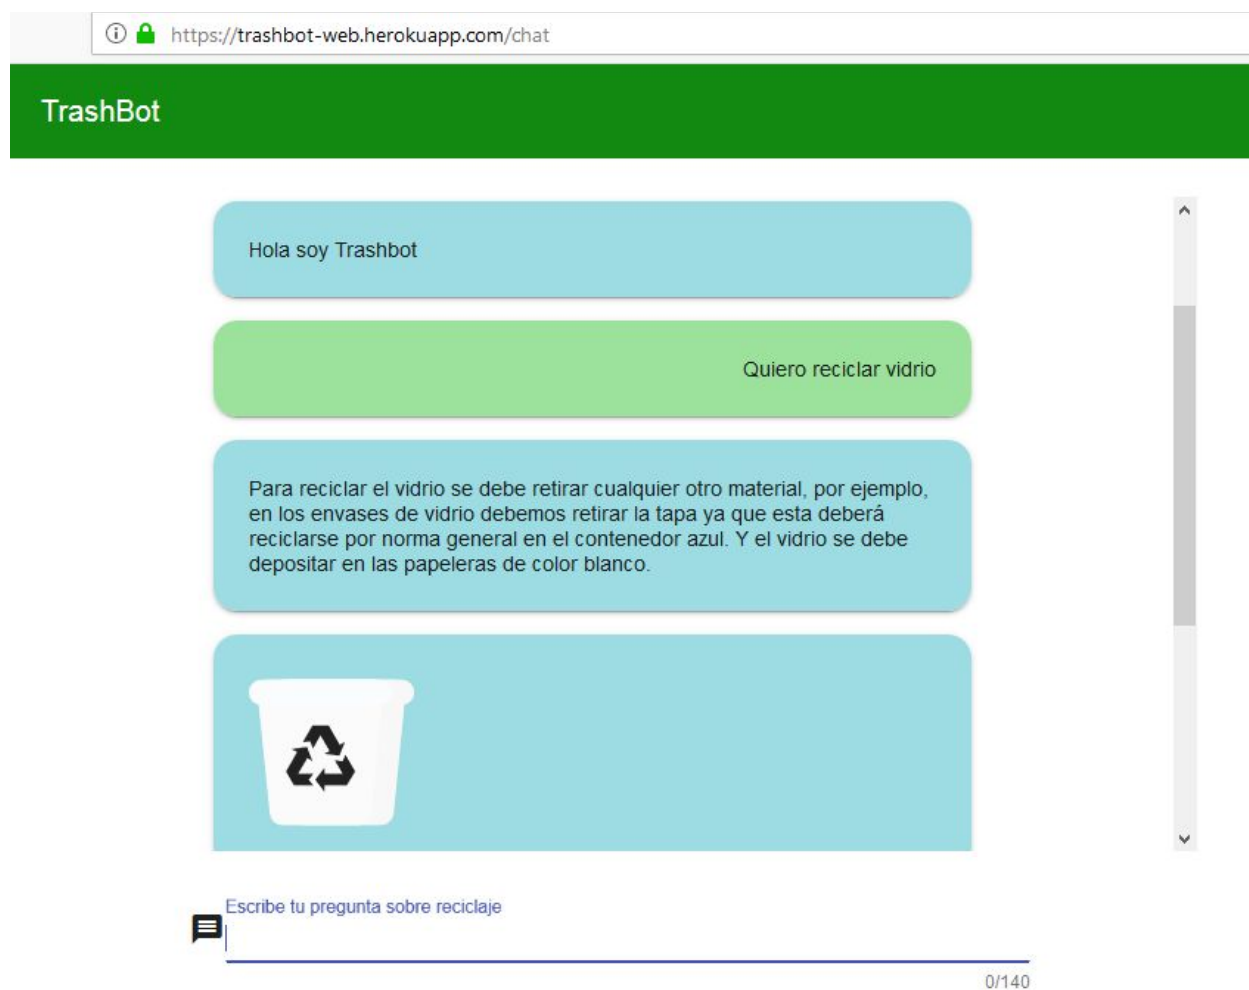 https://trashbot-web.herokuapp.com/chat
TrashBot
Hola soy Trashbot
Quiero reciclar vidrio
Para reciclar el vidrio se debe retirar cualquier otro material, por ejemplo,
en los envases de vidrio debemos retirar la tapa ya que esta deberá
reciclarse por norma general en el contenedor azul. Y el vidrio se debe
depositar en las papeleras de color blanco.
Escribe tu pregunta sobre reciclaje
0/140